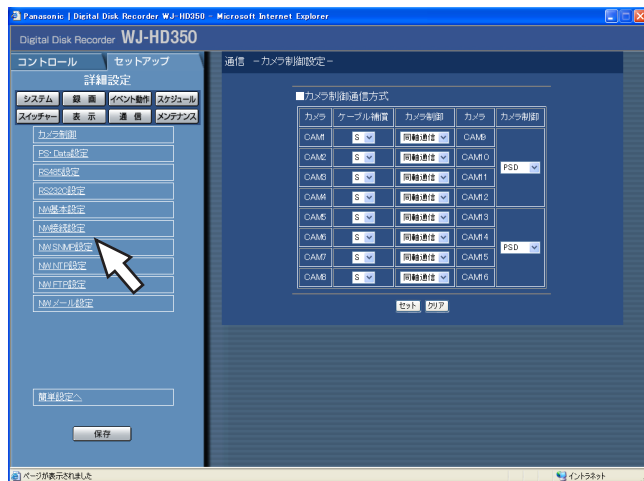 Panasonic | Digital Disk Recorder WJ-HD350 - Microsoft Internet Explorer
Digital Disk Recorder WJ-HD350
コントロール セットアップ
詳細設定
システム 録 画 イベント動作 スケジュール
スイッチャー 表 示 通 信 メンテナンス
カメラ制御
PS・Data設定
RS485設定
RS232C設定
NW基本設定
NW接続設定
NW SNMP設定
NW NTP設定
NW FTP設定
NWメール設定
簡単設定へ
保存
通信 −カメラ制御設定−
■カメラ制御通信方式
カメラ ケーブル補償 カメラ制御 カメラ カメラ制御
CAM1 S 同軸通信 CAM9 PSD
CAM2 S 同軸通信 CAM10
CAM3 S 同軸通信 CAM11
CAM4 S 同軸通信 CAM12
CAM5 S 同軸通信 CAM13 PSD
CAM6 S 同軸通信 CAM14
CAM7 S 同軸通信 CAM15
CAM8 S 同軸通信 CAM16
セット クリア
ページが表示されました イントラネット